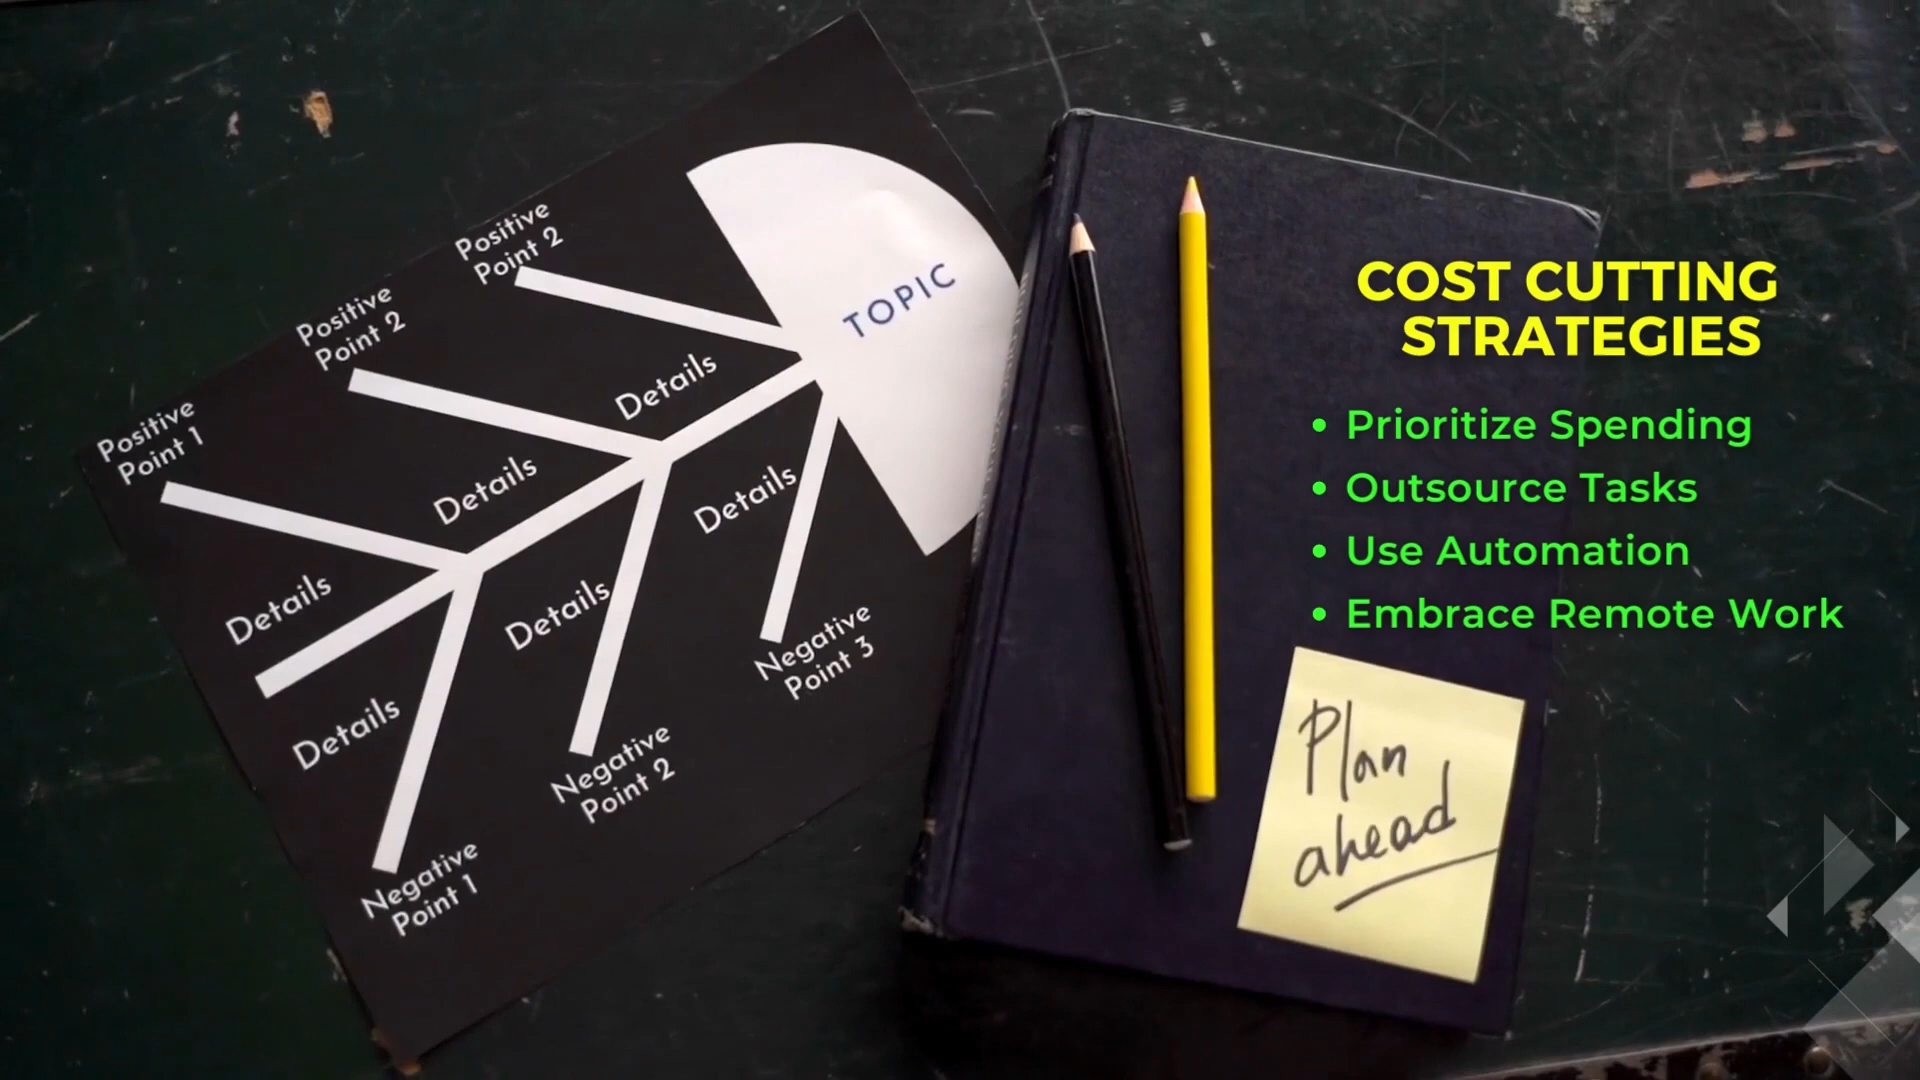 Positive
Point 2
Positive
Point 2
Positive
Point 1
TOPIC
Details
Details
Details
Details
Details
Details
Negative
Point 3
Negative
Point 2
Negative
Point 1
COST CUTTING
STRATEGIES
• Prioritize Spending
• Outsource Tasks
• Use Automation
• Embrace Remote Work
Plan
ahead